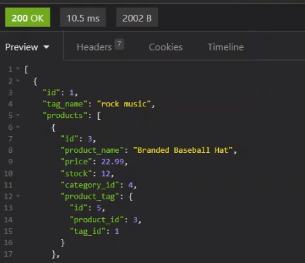 200 OK 10.5 ms 2002 B
Preview Headers 7 Cookies Timeline
1 [
2 {
3 "id": 1,
4 "tag_name": "rock music",
5 "products": [
6 {
7 "id": 3,
8 "product_name": "Branded Baseball Hat",
9 "price": 22.99,
10 "stock": 12,
11 "category_id": 4,
12 "product_tag": {
13 "id": 5,
14 "product_id": 3,
15 "tag_id": 1
16 }
17 },